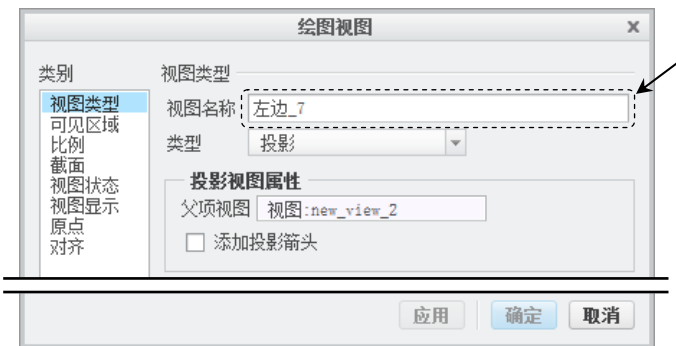 绘图视图 x
类别
视图类型
可见区域
比例
截面
视图状态
视图显示
原点
对齐
视图类型
视图名称 左边_7
类型 投影
投影视图属性
父项视图 视图:new_view_2
添加投影箭头
应用 确定 取消